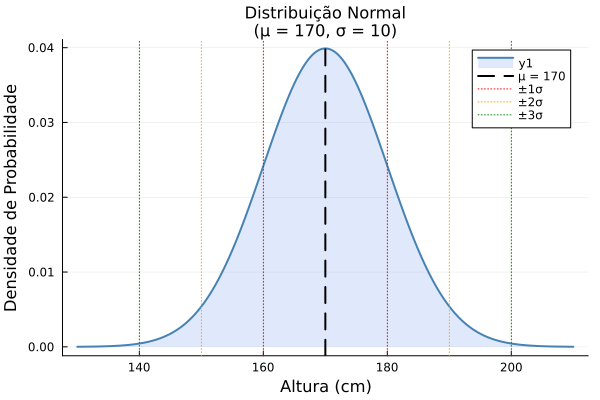 Distribuição Normal
(μ = 170, σ = 10)
Densidade de Probabilidade
0.04
0.03
0.02
0.01
0.00
140
160
180
200
Altura (cm)
y1
μ = 170
±1σ
±2σ
±3σ